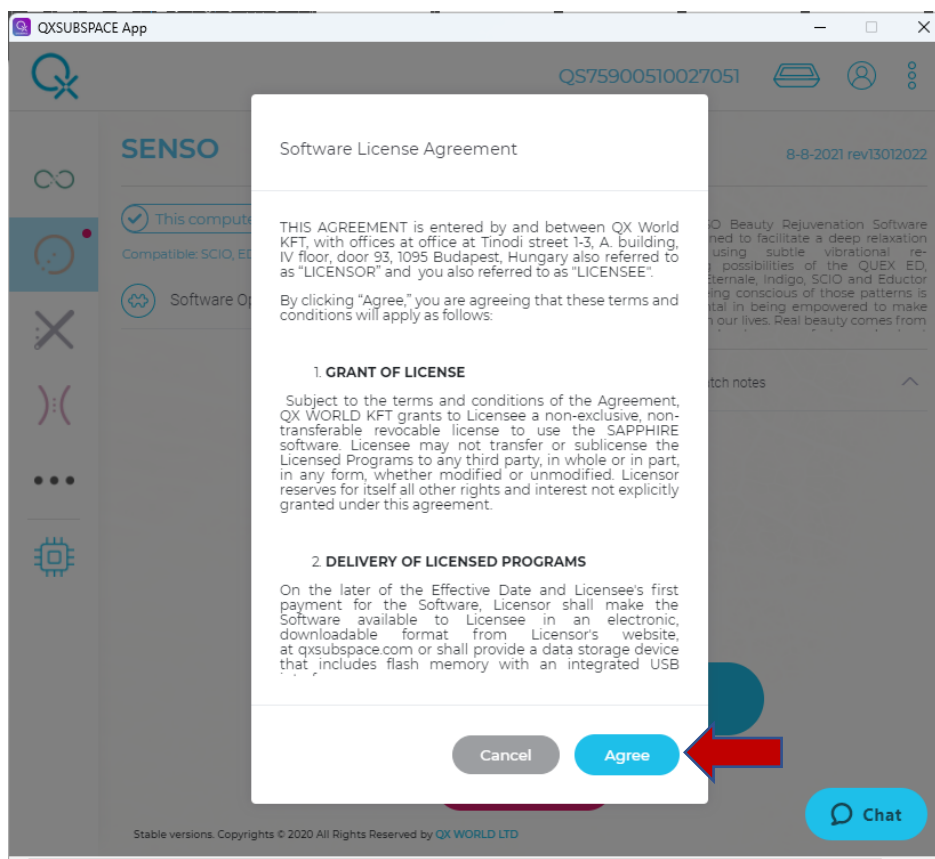 QXSUBSPACE App
QS75900510027051
SENSO
8-8-2021 rev13012022
This compute
Compatible: SCIO, ED
Software Op
Software License Agreement
THIS AGREEMENT is entered by and between QX World
KFT, with offices at office at Tinodi street 1-3, A. building,
IV floor, door 93, 1095 Budapest, Hungary also referred to
as “LICENSOR” and you also referred to as "LICENSEE".
By clicking “Agree,” you are agreeing that these terms and
conditions will apply as follows:
1. GRANT OF LICENSE
Subject to the terms and conditions of the Agreement,
QX WORLD KFT grants to Licensee a non-exclusive, non-
transferable revocable license to use the SAPPHIRE
software. Licensee may not transfer or sublicense the
Licensed Programs to any third party, in whole or in part,
in any form, whether modified or unmodified. Licensor
reserves for itself all other rights and interest not explicitly
granted under this agreement.
2. DELIVERY OF LICENSED PROGRAMS
On the later of the Effective Date and Licensee's first
payment for the Software, Licensor shall make the
Software available to Licensee in an electronic,
downloadable format from Licensor's website,
at qxsubspace.com or shall provide a data storage device
that includes flash memory with an integrated USB
Cancel
Agree
SO Beauty Rejuvenation Software
ned to facilitate a deep relaxation
using subtle vibrational re-
possibilities of the QUEX ED,
Eternale, Indigo, SCIO and Eductor
ing conscious of those patterns is
tal in being empowered to make
our lives. Real beauty comes from
tch notes
Chat
Stable versions. Copyrights © 2020 All Rights Reserved by QX WORLD LTD